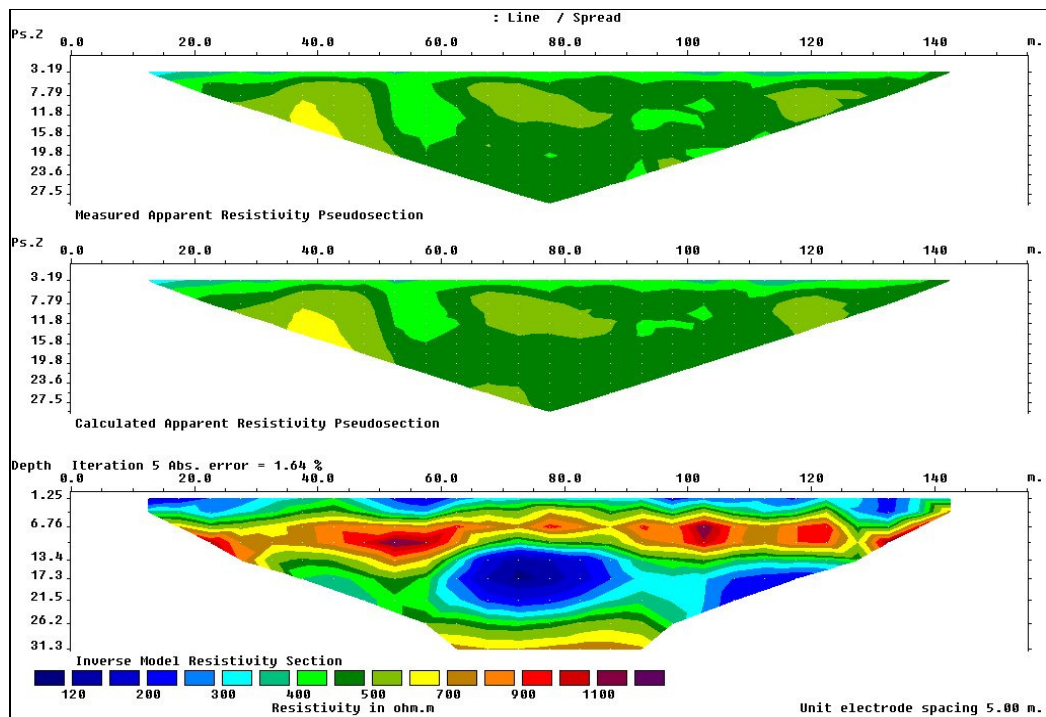 : Line / Spread
Ps.Z 0.0 20.0 40.0 60.0 80.0 100 120 140 m.
3.19
7.79
11.8
15.8
19.8
23.6
27.5
Measured Apparent Resistivity Pseudosection
Ps.Z 0.0 20.0 40.0 60.0 80.0 100 120 140 m.
3.19
7.79
11.8
15.8
19.8
23.6
27.5
Calculated Apparent Resistivity Pseudosection
Depth Iteration 5 Abs. error = 1.64 %
0.0 20.0 40.0 60.0 80.0 100 120 m.
1.25
6.76
13.4
17.3
21.5
26.2
31.3
Inverse Model Resistivity Section
120 200 300 400 500 700 900 1100
Resistivity in ohm.m
Unit electrode spacing 5.00 m.